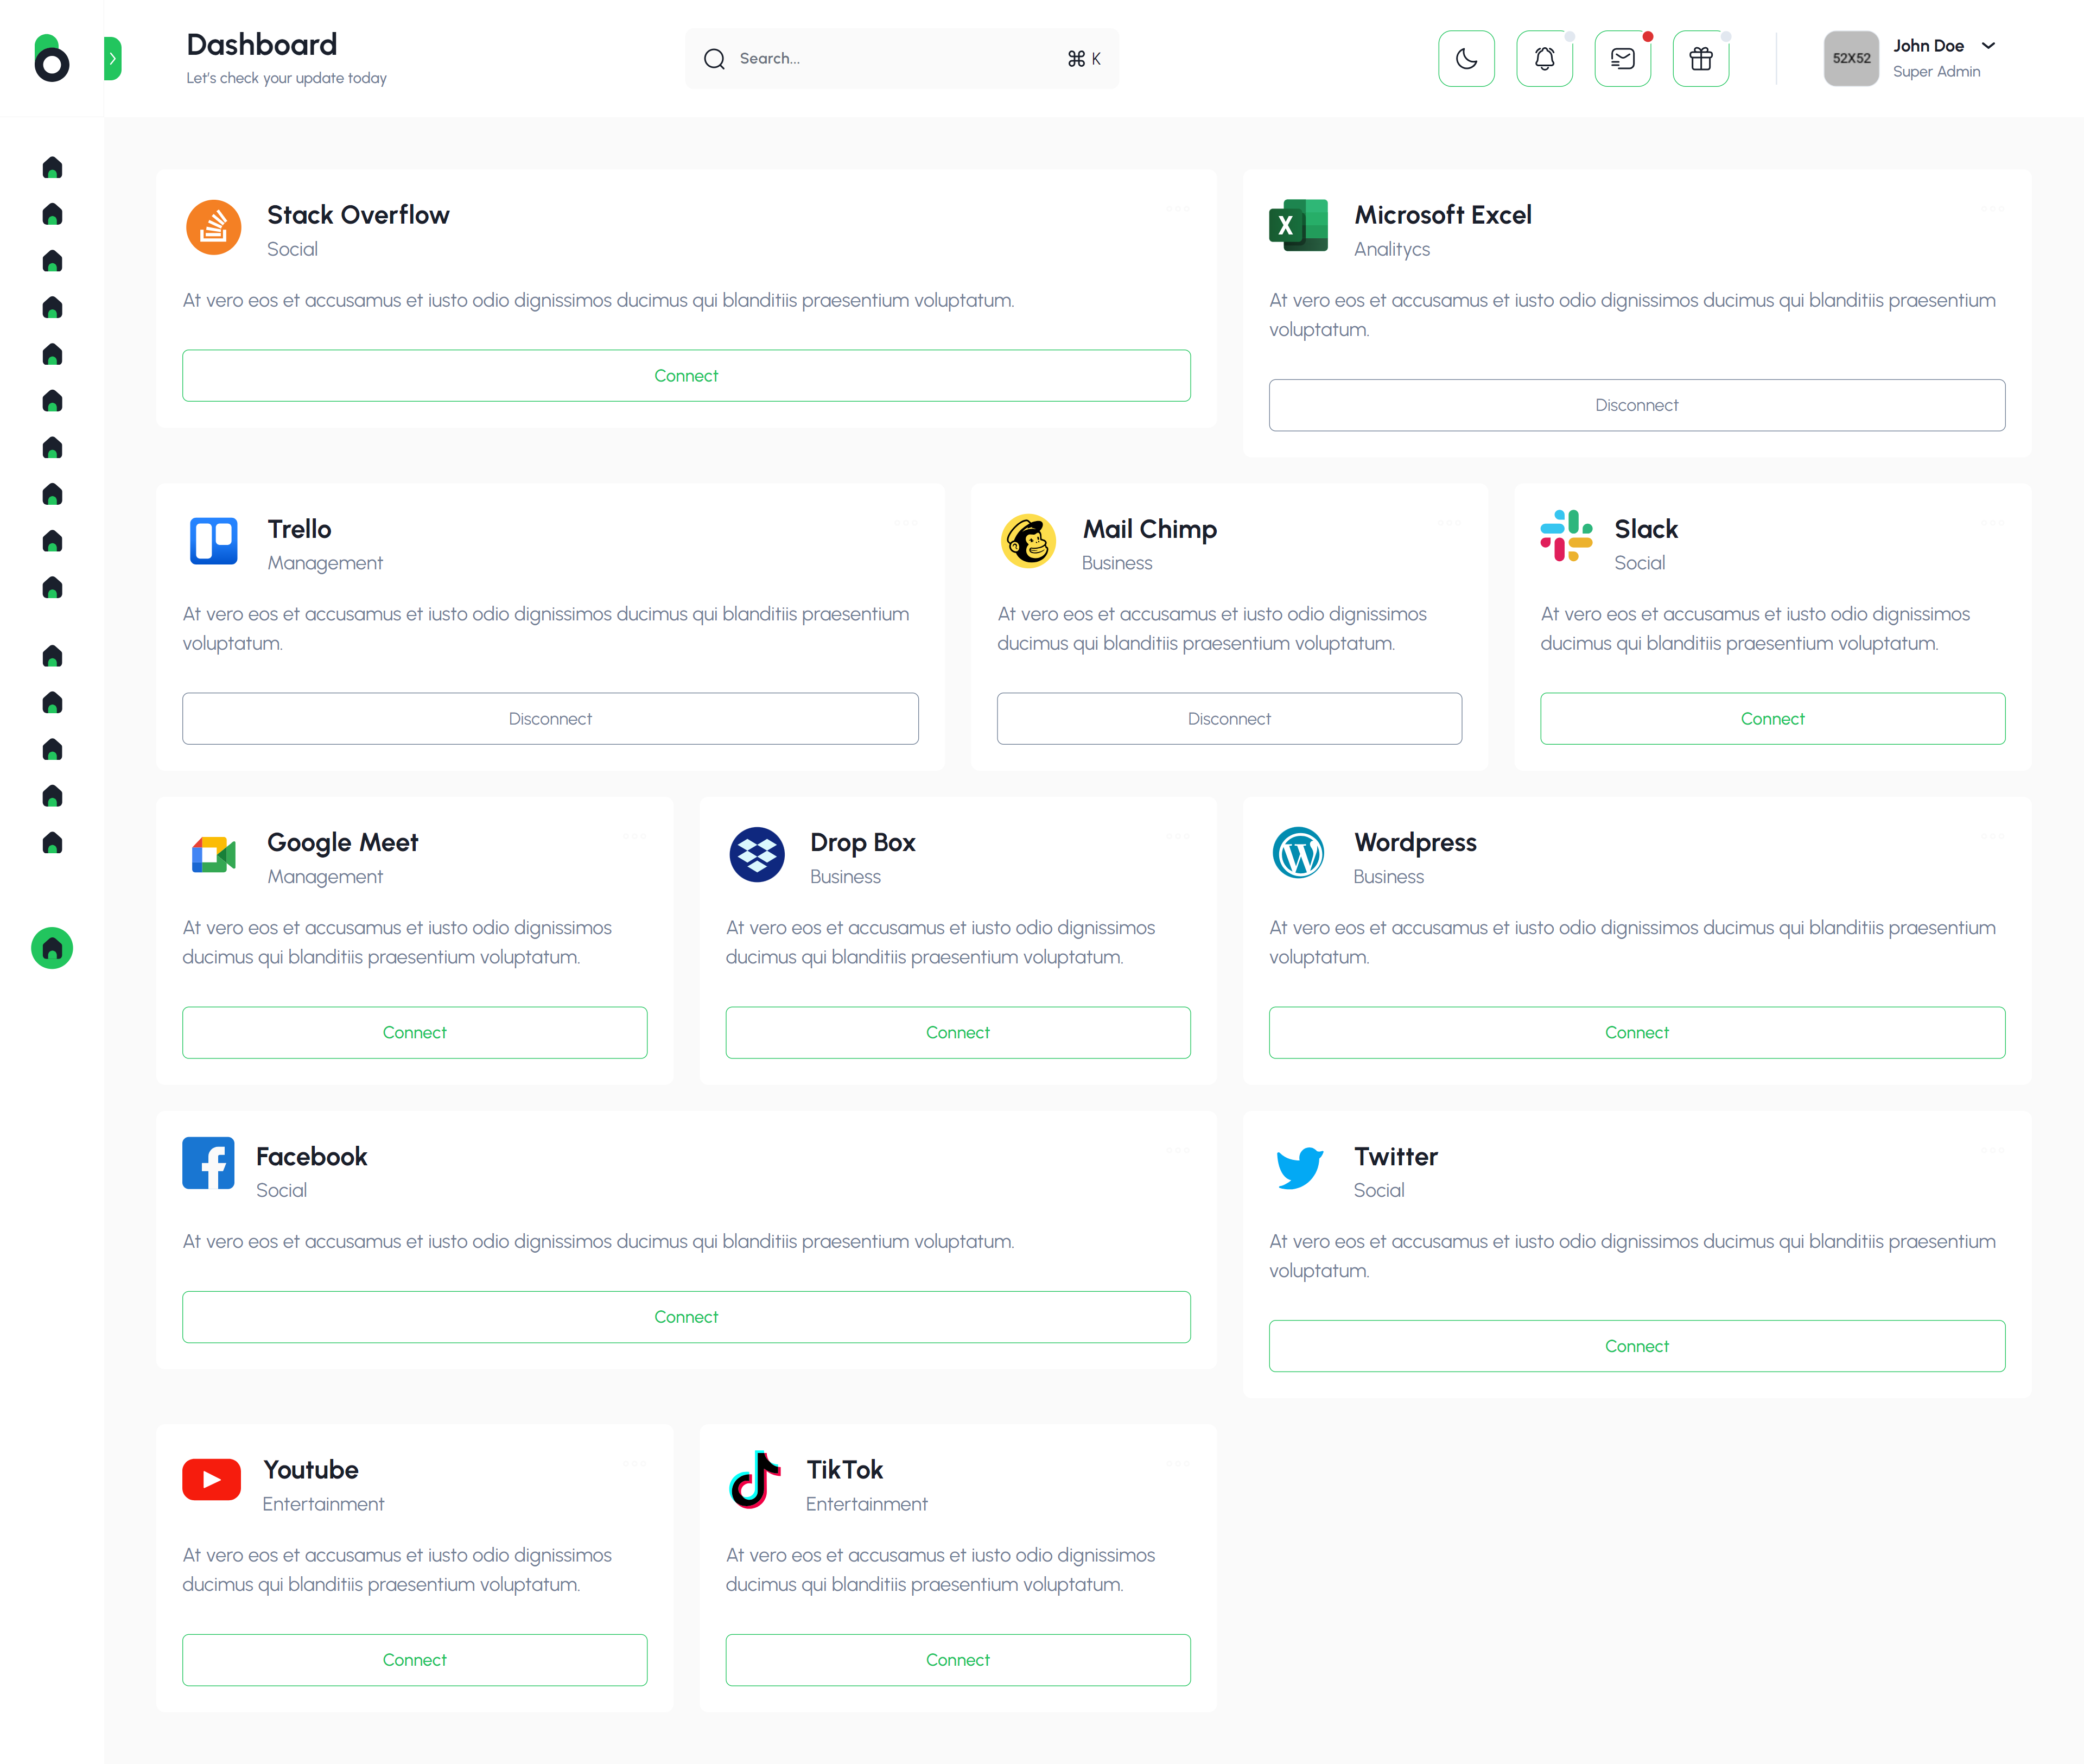 Dashboard
Let's check your update today
Search...
⌘ K
52X52
John Doe
Super Admin
Stack Overflow
Social
At vero eos et accusamus et iusto odio dignissimos ducimus qui blanditiis praesentium voluptatum.
Connect
Microsoft Excel
Analitycs
At vero eos et accusamus et iusto odio dignissimos ducimus qui blanditiis praesentium
voluptatum.
Disconnect
Trello
Management
At vero eos et accusamus et iusto odio dignissimos ducimus qui blanditiis praesentium
voluptatum.
Disconnect
Mail Chimp
Business
At vero eos et accusamus et iusto odio dignissimos
ducimus qui blanditiis praesentium voluptatum.
Disconnect
Slack
Social
At vero eos et accusamus et iusto odio dignissimos
ducimus qui blanditiis praesentium voluptatum.
Connect
Google Meet
Management
At vero eos et accusamus et iusto odio dignissimos
ducimus qui blanditiis praesentium voluptatum.
Connect
Drop Box
Business
At vero eos et accusamus et iusto odio dignissimos
ducimus qui blanditiis praesentium voluptatum.
Connect
Wordpress
Business
At vero eos et accusamus et iusto odio dignissimos ducimus qui blanditiis praesentium
voluptatum.
Connect
Facebook
Social
At vero eos et accusamus et iusto odio dignissimos ducimus qui blanditiis praesentium voluptatum.
Connect
Twitter
Social
At vero eos et accusamus et iusto odio dignissimos ducimus qui blanditiis praesentium
voluptatum.
Connect
Youtube
Entertainment
At vero eos et accusamus et iusto odio dignissimos
ducimus qui blanditiis praesentium voluptatum.
Connect
TikTok
Entertainment
At vero eos et accusamus et iusto odio dignissimos
ducimus qui blanditiis praesentium voluptatum.
Connect